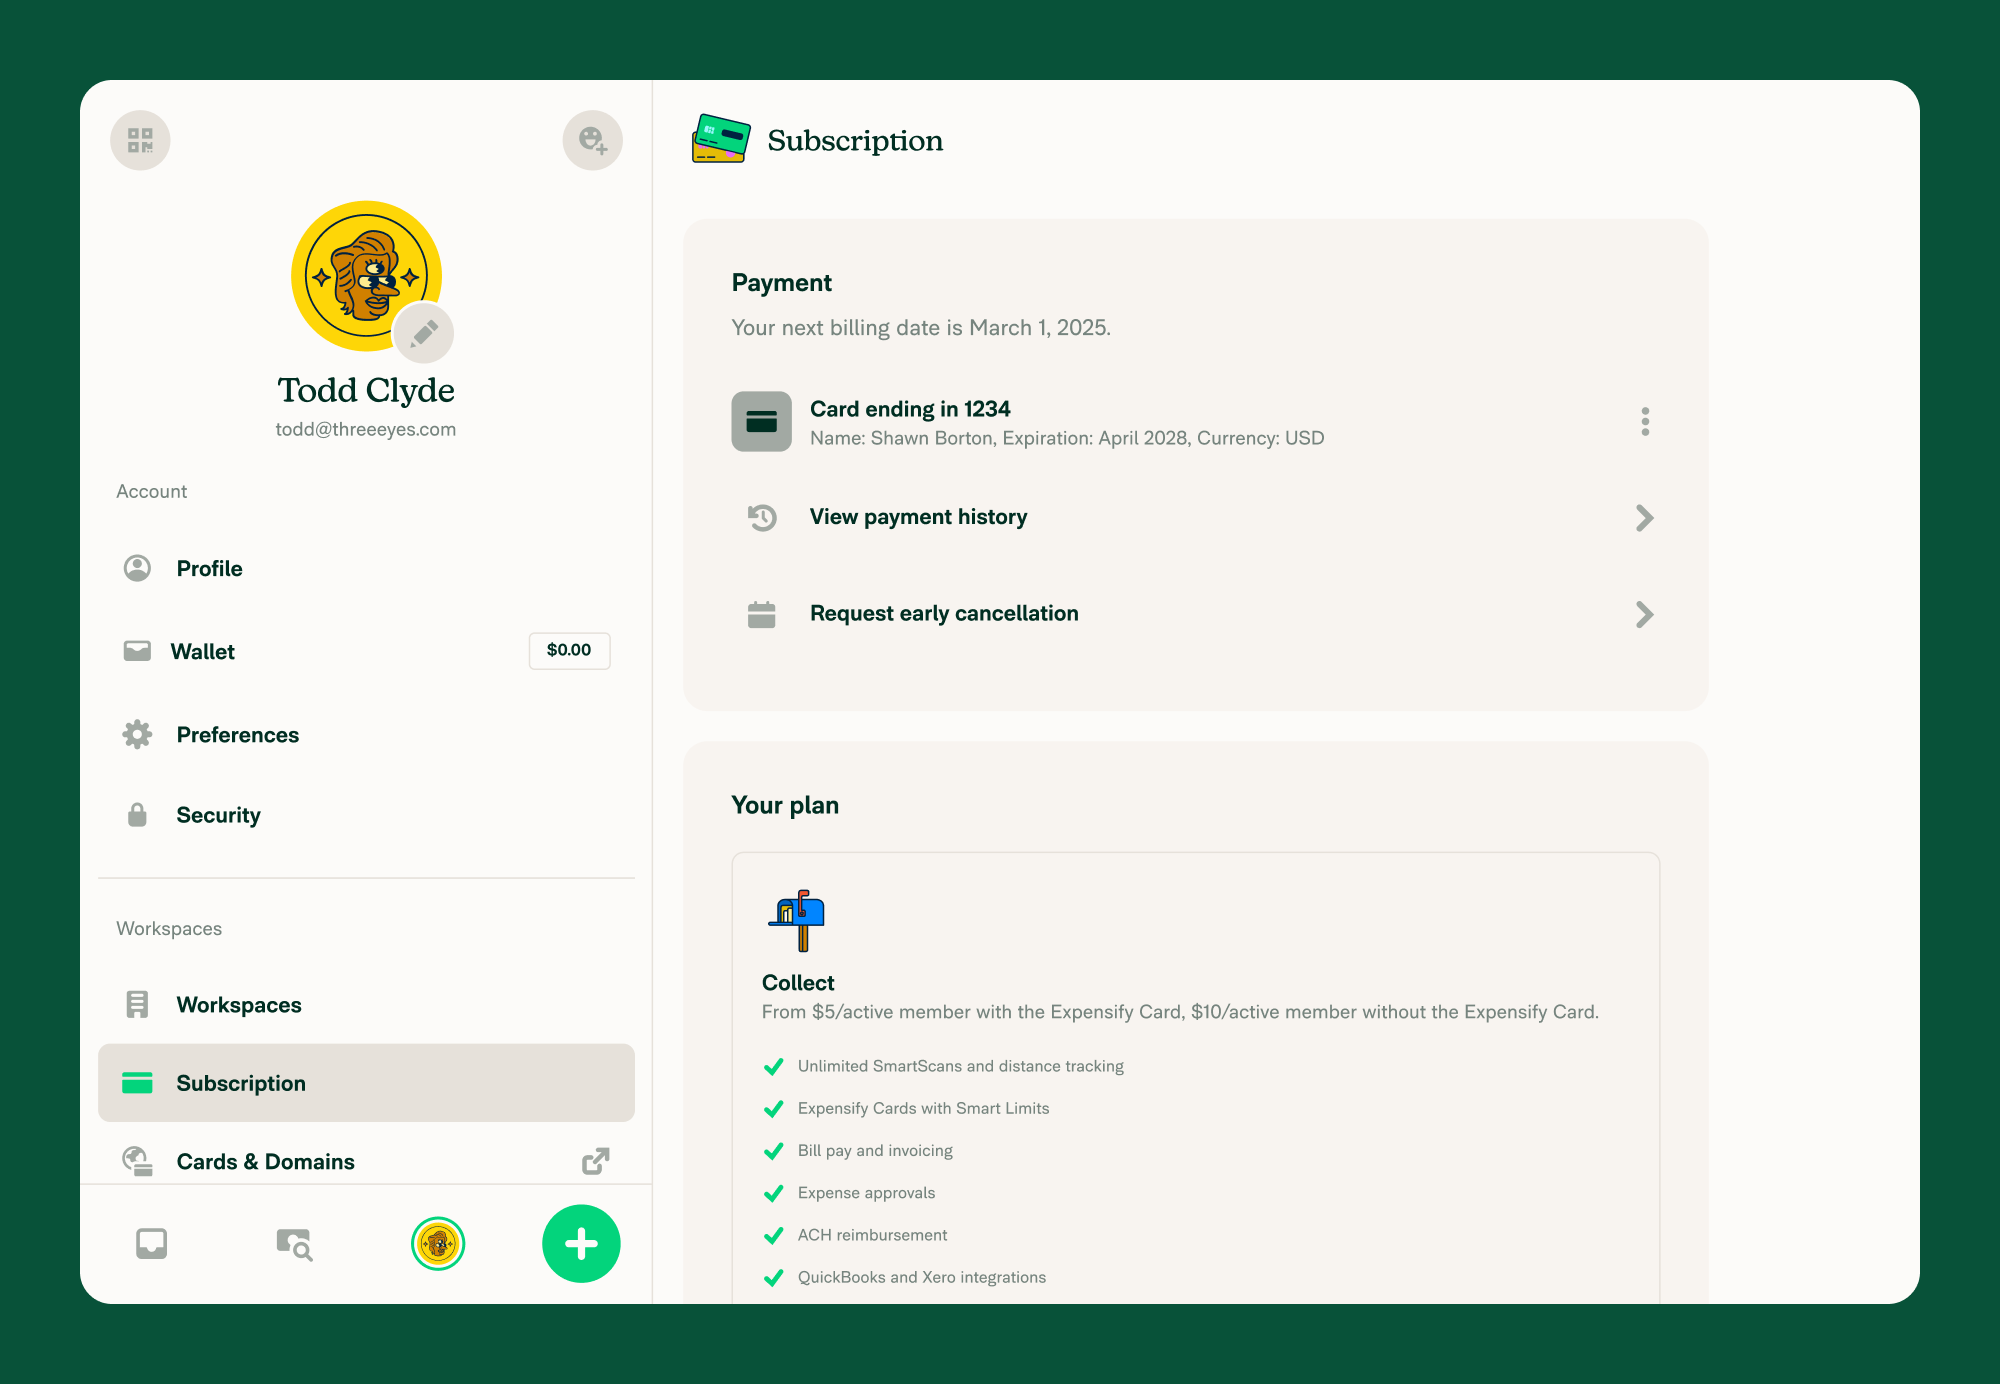 Todd Clyde
todd@threeeyes.com
Account
Profile
Wallet
$0.00
Preferences
Security
Workspaces
Workspaces
Subscription
Cards & Domains
Subscription
Payment
Your next billing date is March 1, 2025.
Card ending in 1234
Name: Shawn Borton, Expiration: April 2028, Currency: USD
View payment history
Request early cancellation
Your plan
Collect
From $5/active member with the Expensify Card, $10/active member without the Expensify Card.
Unlimited SmartScans and distance tracking
Expensify Cards with Smart Limits
Bill pay and invoicing
Expense approvals
ACH reimbursement
QuickBooks and Xero integrations